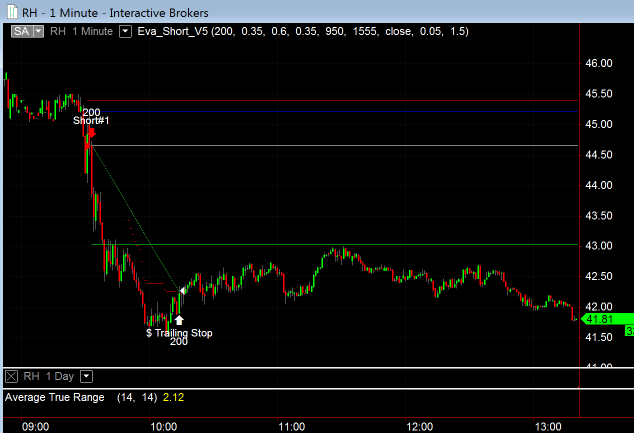 RH - 1 Minute - Interactive Brokers
SA RH 1 Minute Eva_Short_V5 (200, 0.35, 0.6, 0.35, 950, 1555, close, 0.05, 1.5)
46.00
45.50
200
Short#1
45.00
44.50
44.00
43.50
43.00
42.50
42.00
41.81
$ Trailing Stop
41.50
200
41.00
RH 1 Day
Average True Range (14, 14) 2.12
09:00 10:00 11:00 12:00 13:00